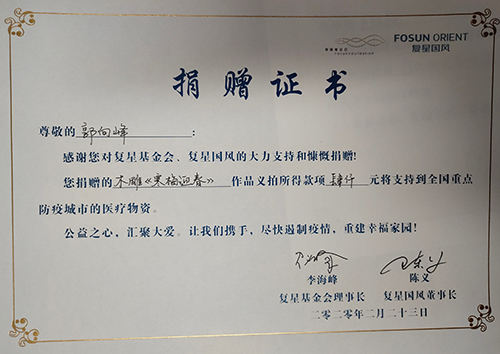 FOSUN ORIENT
复星国风
捐赠证书
尊敬的 郭向峰 :
感谢您对复星基金会、复星国风的大力支持和慷慨捐赠!
您捐赠的 木雕《 梅迎春》 作品义拍所得款项 肆仟 元将支持到全国重点
防疫城市的医疗物资。
公益之心,汇聚大爱。让我们携手,尽快遏制疫情,重建幸福家园!
李海峰 陈义
复星基金会理事长 复星国风董事长
二零二零年二月二十三日